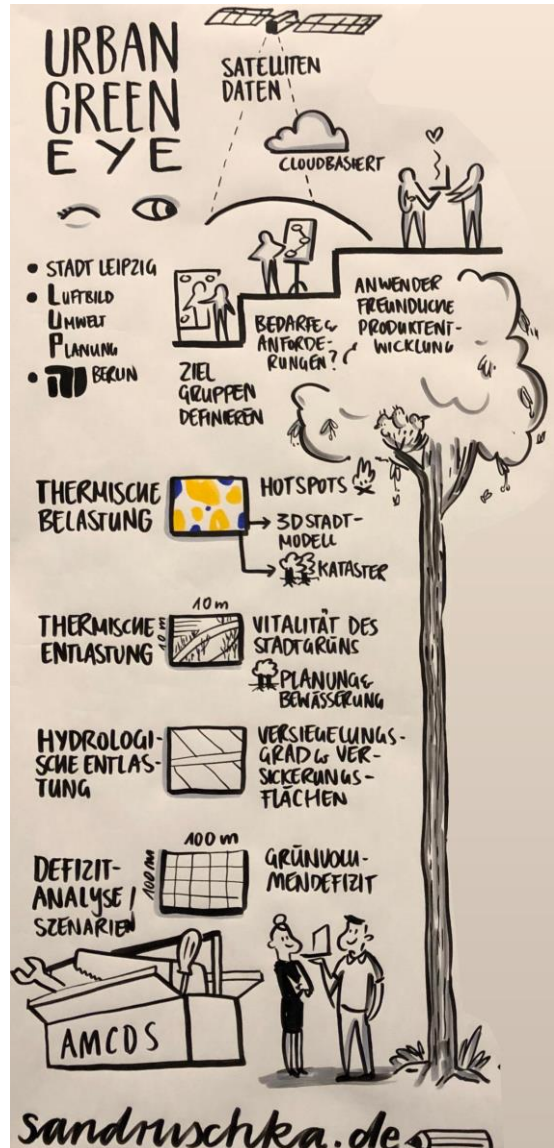 URBAN
GREEN
EYE
SATELLITEN
DATEN
CLOUDBASIERT
• STADT LEIPZIG
• LUFTBILD
UMWELT
PLANUNG
• TU BERLIN
ZIEL
GRUPPEN
DEFINIEREN
BEDARFE &
ANFORDE-
RUNGEN?
ANWENDER
FREUNDLICHE
PRODUKTENT-
WICKLUNG
THERMISCHE
BELASTUNG
HOTSPOTS
3D STADT-
MODELL
KATASTER
THERMISCHE
ENTLASTUNG
10 m
10 m
VITALITÄT DES
STADTGRÜNS
PLANUNG &
BEWÄSSERUNG
HYDROLOGI-
SCHE ENTLAS-
TUNG
VERSIEGELUNGS-
GRAD & VER-
SICKERUNGS-
FLÄCHEN
DEFIZIT-
ANALYSE /
SZENARIEN
100 m
100 m
GRÜNVOLU-
MENDEFIZIT
AMCDS
sandruschka.de